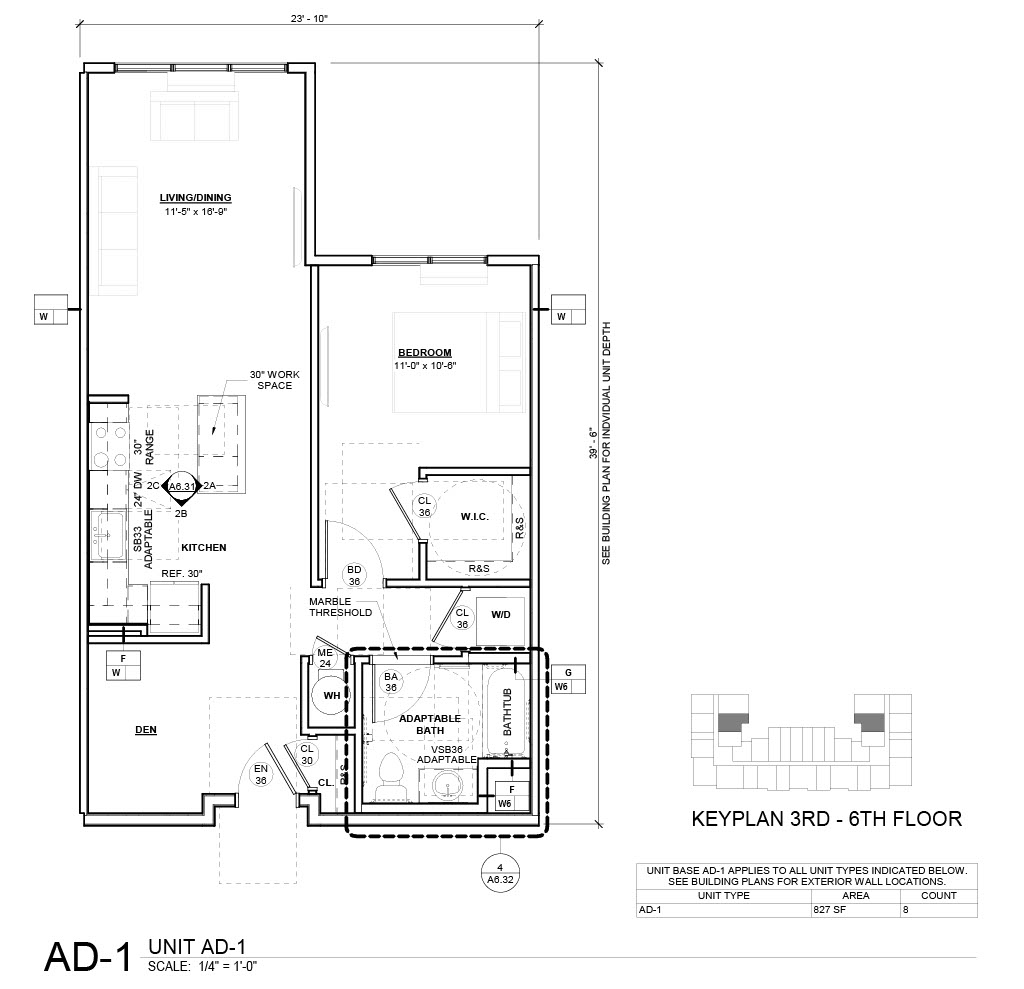 23' - 10"
LIVING/DINING
11'-5" x 16'-9"
W
W
BEDROOM
11'-0" x 10'-6"
30" WORK
SPACE
39' - 6"
SEE BUILDING PLAN FOR INDVIDUAL UNIT DEPTH
30"
RANGE
24" DW
2C
A6.31
2A
2B
SB33
ADAPTABLE
KITCHEN
REF. 30"
CL
36
W.I.C.
R&S
R&S
BD
36
MARBLE
THRESHOLD
CL
36
W/D
F
W
ME
24
WH
BA
36
G
W6
ADAPTABLE
BATH
BATHTUB
VSB36
ADAPTABLE
DEN
EN
36
CL
30
CL.
R&S
F
W6
4
A6.32
KEYPLAN 3RD - 6TH FLOOR
UNIT BASE AD-1 APPLIES TO ALL UNIT TYPES INDICATED BELOW.
SEE BUILDING PLANS FOR EXTERIOR WALL LOCATIONS.
UNIT TYPE AREA COUNT
AD-1 827 SF 8
AD-1
UNIT AD-1
SCALE: 1/4" = 1'-0"